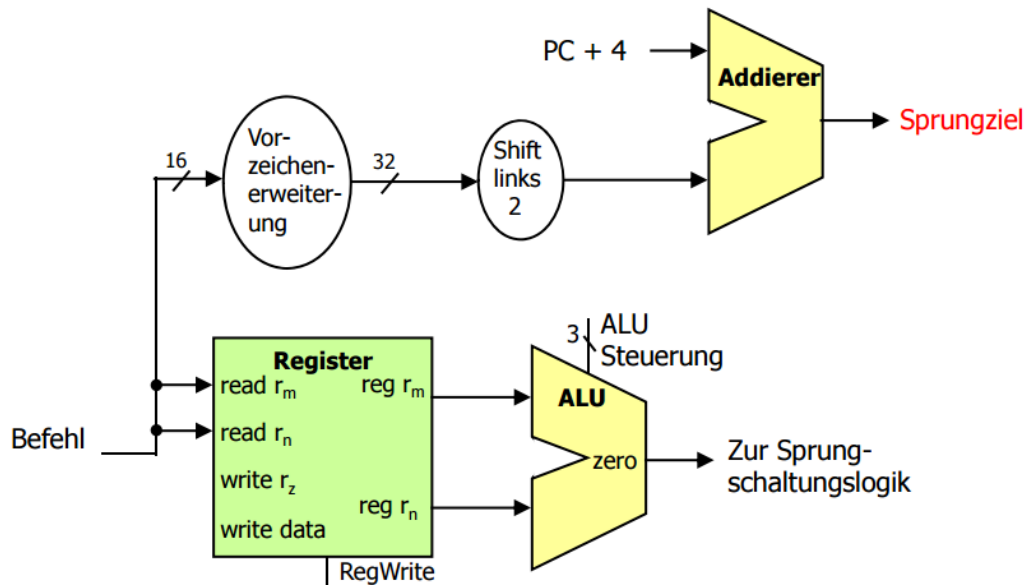 PC + 4
Addierer
Sprungziel
16
Vor-
zeichen-
erweiter-
ung
32
Shift
links
2
3
ALU
Steuerung
Register
read rm
reg rm
read rn
write rz
reg rn
write data
RegWrite
Befehl
ALU
zero
Zur Sprung-
schaltungslogik